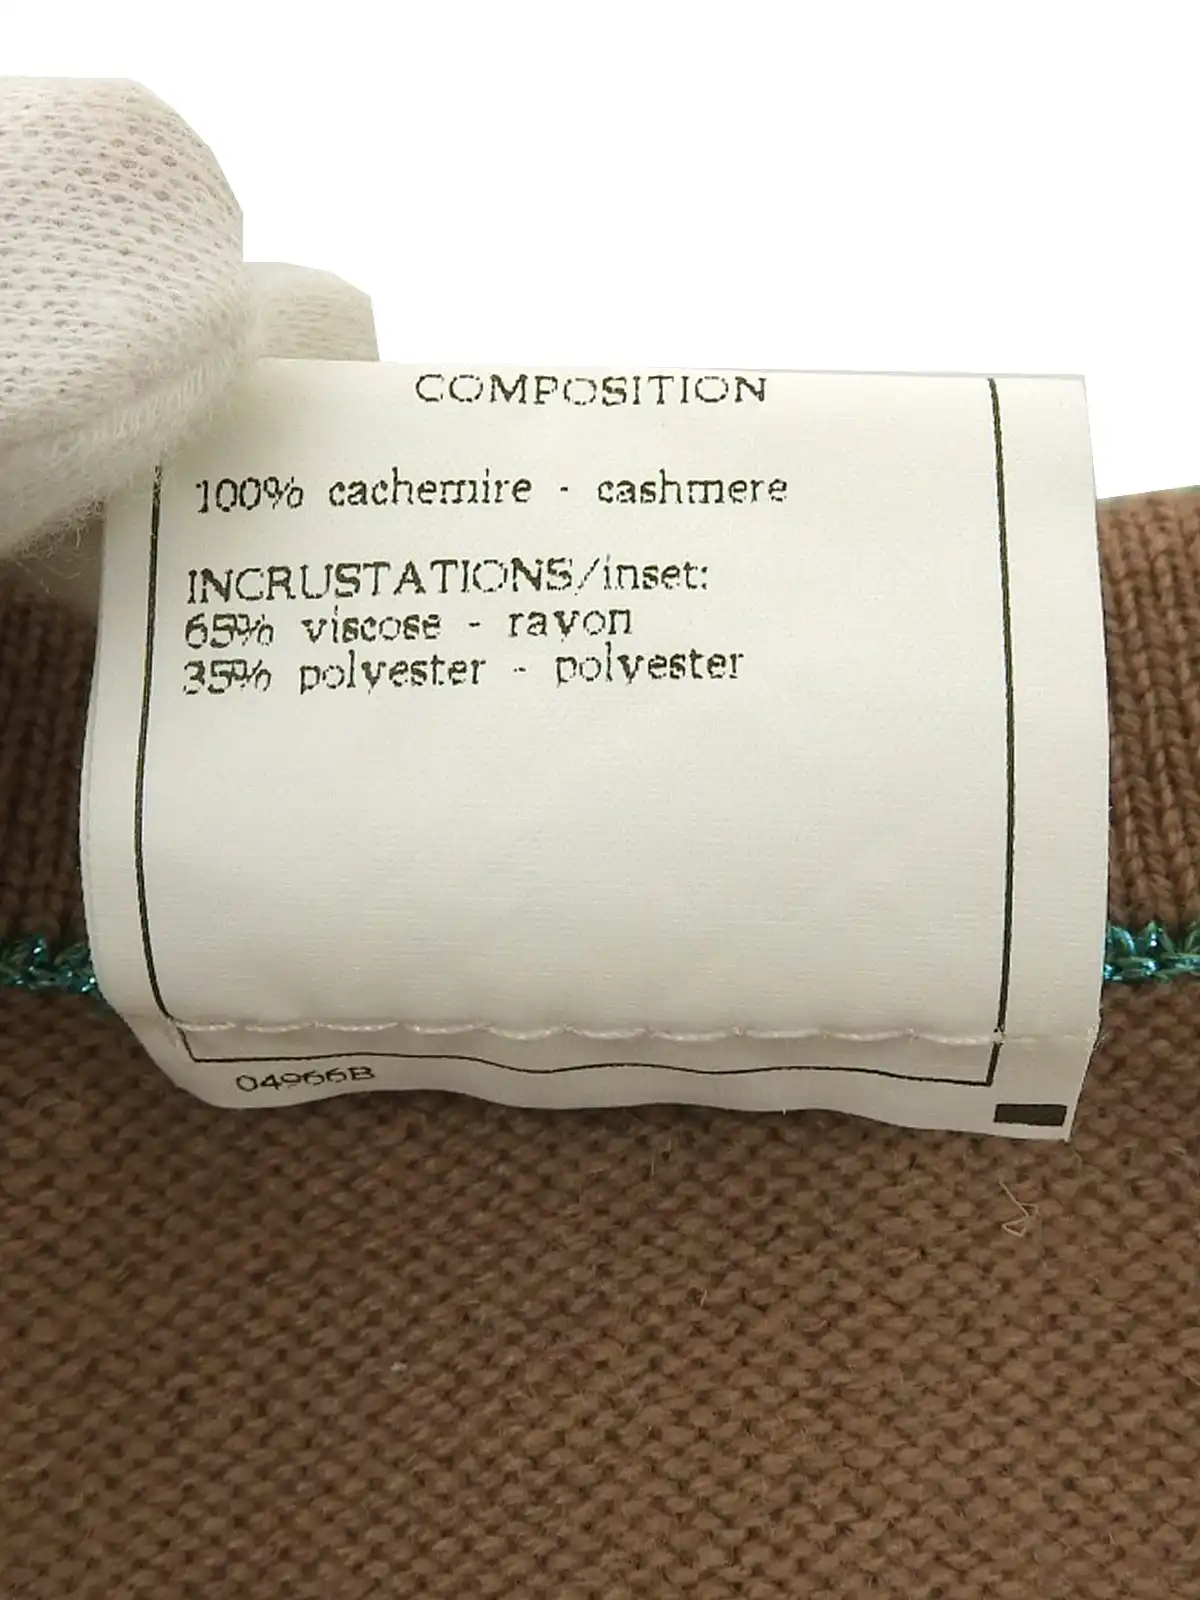 COMPOSITION
100% cachemire - cashmere
INCRUSTATIONS/inset:
65% viscose - rayon
35% polyester - polyester
04966B